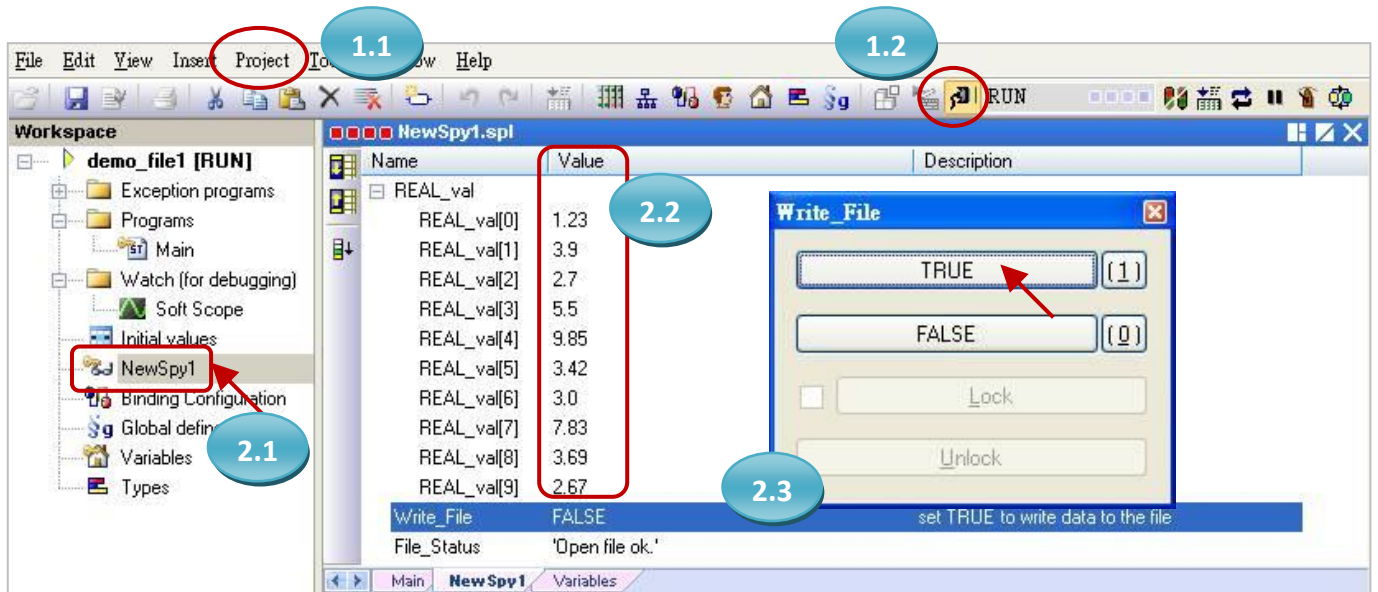 1.1
1.2
File Edit View Insert Project Help
RUN
Workspace
NewSpy1.spl
demo_file1 [RUN]
Exception programs
Programs
Main
Watch (for debugging)
Soft Scope
Initial values
NewSpy1
Binding Configuration
Global
Variables
Types
2.1
Name Value Description
REAL_val
REAL_val[0] 1.23
REAL_val[1] 3.9
REAL_val[2] 2.7
REAL_val[3] 5.5
REAL_val[4] 9.85
REAL_val[5] 3.42
REAL_val[6] 3.0
REAL_val[7] 7.83
REAL_val[8] 3.69
REAL_val[9] 2.67
Write_File FALSE set TRUE to write data to the file
File_Status 'Open file ok.'
2.2
Write_File
TRUE (1)
FALSE (0)
Lock
Unlock
2.3
Main NewSpy1 Variables